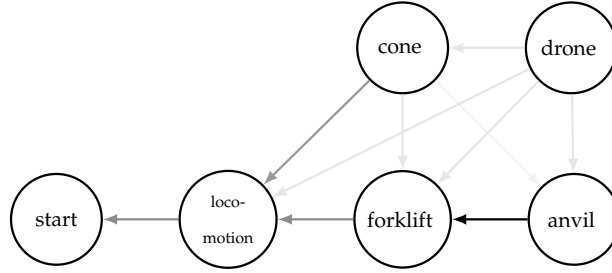 cone
drone
start
loco-
motion
forklift
anvil